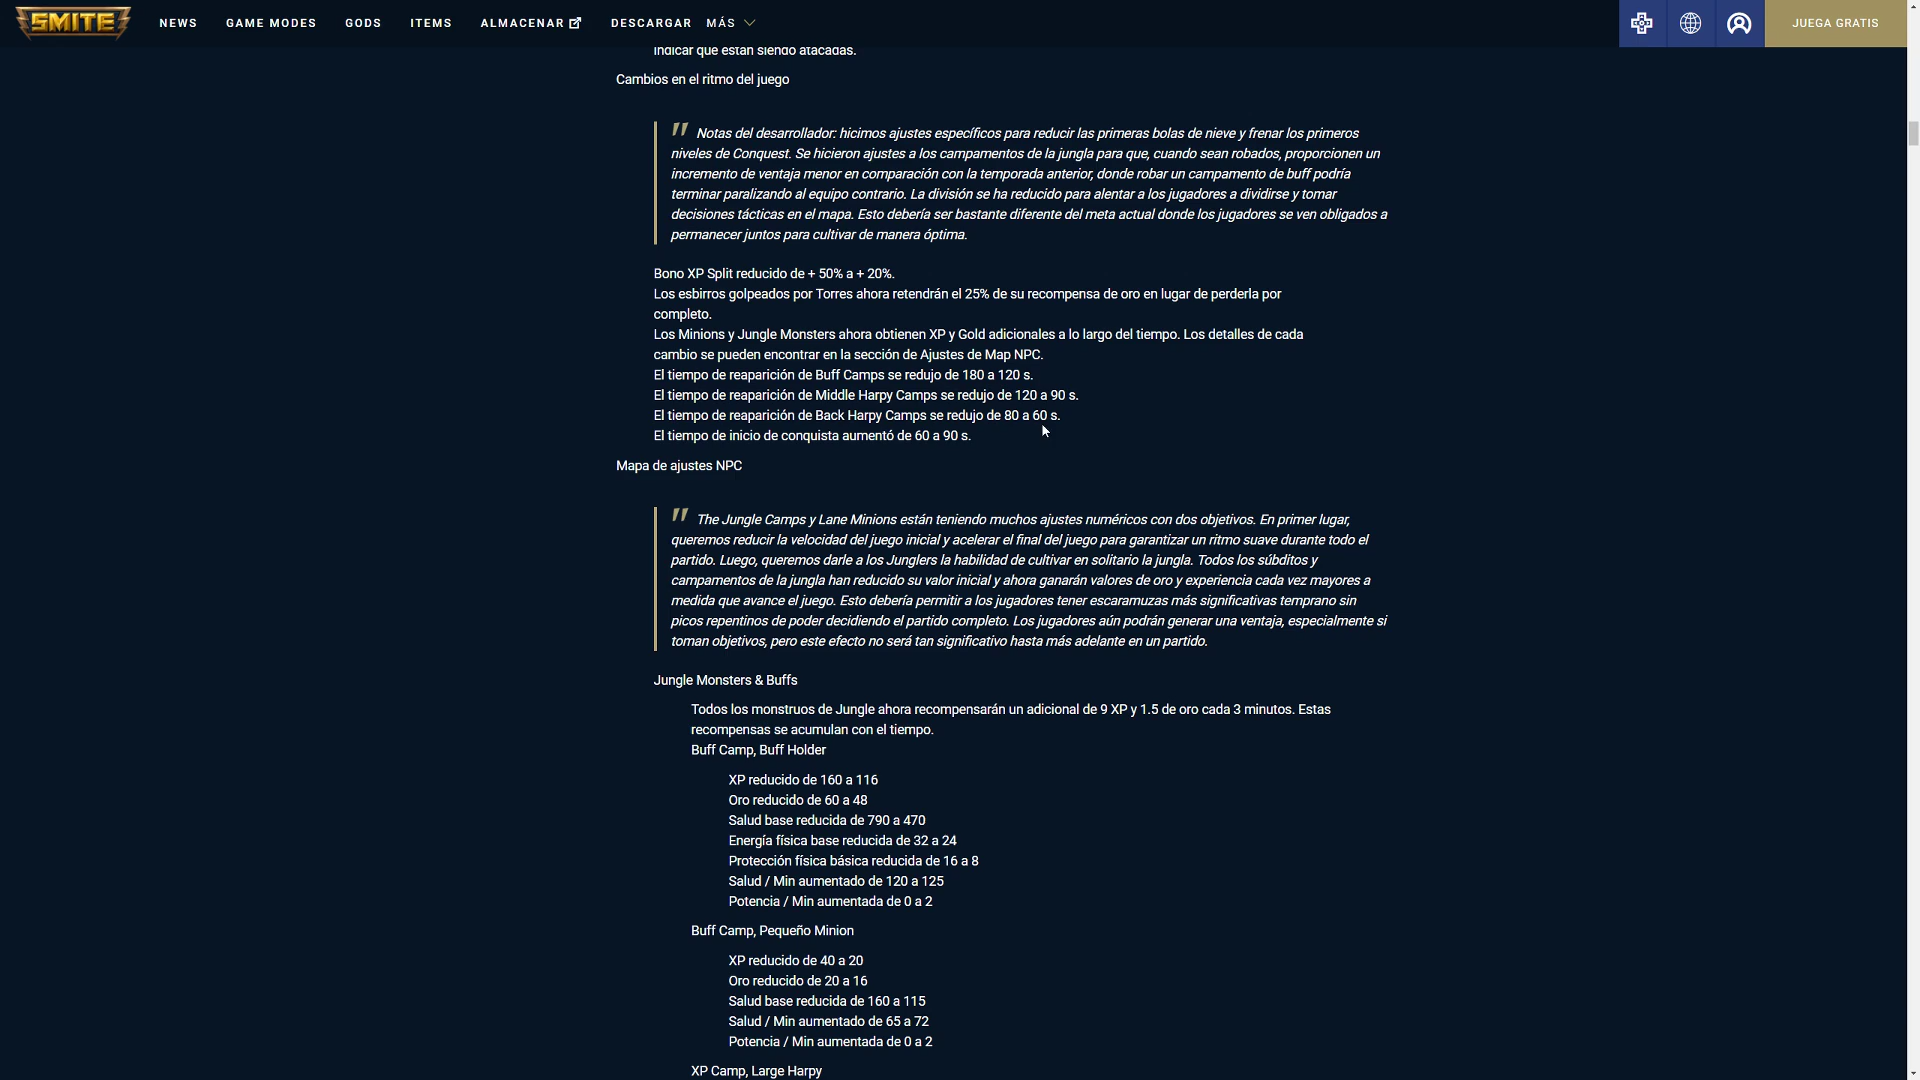 SMITE
NEWS
GAME MODES
GODS
ITEMS
ALMACENAR
DESCARGAR
MÁS
JUEGA GRATIS
indicar que están siendo atacadas.
Cambios en el ritmo del juego
" Notas del desarrollador: hicimos ajustes específicos para reducir las primeras bolas de nieve y frenar los primeros
niveles de Conquest. Se hicieron ajustes a los campamentos de la jungla para que, cuando sean robados, proporcionen un
incremento de ventaja menor en comparación con la temporada anterior, donde robar un campamento de buff podría
terminar paralizando al equipo contrario. La división se ha reducido para alentar a los jugadores a dividirse y tomar
decisiones tácticas en el mapa. Esto debería ser bastante diferente del meta actual donde los jugadores se ven obligados a
permanecer juntos para cultivar de manera óptima.
Bono XP Split reducido de + 50% a + 20%.
Los esbirros golpeados por Torres ahora retendrán el 25% de su recompensa de oro en lugar de perderla por
completo.
Los Minions y Jungle Monsters ahora obtienen XP y Gold adicionales a lo largo del tiempo. Los detalles de cada
cambio se pueden encontrar en la sección de Ajustes de Map NPC.
El tiempo de reaparición de Buff Camps se redujo de 180 a 120 s.
El tiempo de reaparición de Middle Harpy Camps se redujo de 120 a 90 s.
El tiempo de reaparición de Back Harpy Camps se redujo de 80 a 60 s.
El tiempo de inicio de conquista aumentó de 60 a 90 s.
Mapa de ajustes NPC
" The Jungle Camps y Lane Minions están teniendo muchos ajustes numéricos con dos objetivos. En primer lugar,
queremos reducir la velocidad del juego inicial y acelerar el final del juego para garantizar un ritmo suave durante todo el
partido. Luego, queremos darle a los Junglers la habilidad de cultivar en solitario la jungla. Todos los súbditos y
campamentos de la jungla han reducido su valor inicial y ahora ganarán valores de oro y experiencia cada vez mayores a
medida que avance el juego. Esto debería permitir a los jugadores tener escaramuzas más significativas temprano sin
picos repentinos de poder decidiendo el partido completo. Los jugadores aún podrán generar una ventaja, especialmente si
toman objetivos, pero este efecto no será tan significativo hasta más adelante en un partido.
Jungle Monsters & Buffs
Todos los monstruos de Jungle ahora recompensarán un adicional de 9 XP y 1.5 de oro cada 3 minutos. Estas
recompensas se acumulan con el tiempo.
Buff Camp, Buff Holder
XP reducido de 160 a 116
Oro reducido de 60 a 48
Salud base reducida de 790 a 470
Energía física base reducida de 32 a 24
Protección física básica reducida de 16 a 8
Salud / Min aumentado de 120 a 125
Potencia / Min aumentada de 0 a 2
Buff Camp, Pequeño Minion
XP reducido de 40 a 20
Oro reducido de 20 a 16
Salud base reducida de 160 a 115
Salud / Min aumentado de 65 a 72
Potencia / Min aumentada de 0 a 2
XP Camp, Large Harpy